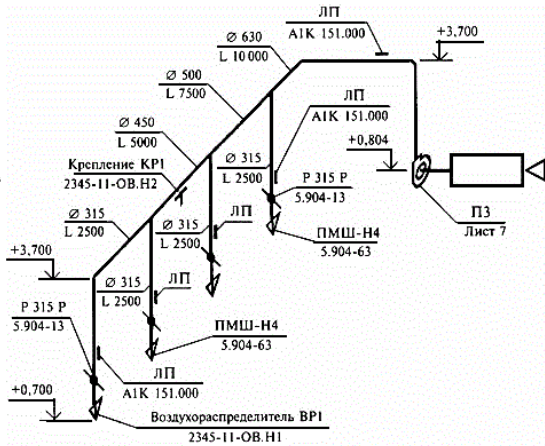 ЛП
А1К 151.000
+3,700
Ø 630
L 10 000
Ø 500
L 7500
ЛП
А1К 151.000
Ø 450
L 5000
+0,804
Ø 315
L 2500
Крепление КР1
2345-11-ОВ.Н2
Р 315 Р
5.904-13
П3
Лист 7
Ø 315
L 2500
Ø 315
L 2500
ЛП
ПМШ-Н4
5.904-63
+3,700
Ø 315
L 2500
ЛП
Р 315 Р
5.904-13
ПМШ-Н4
5.904-63
ЛП
А1К 151.000
+0,700
Воздухораспределитель ВР1
2345-11-ОВ.Н1